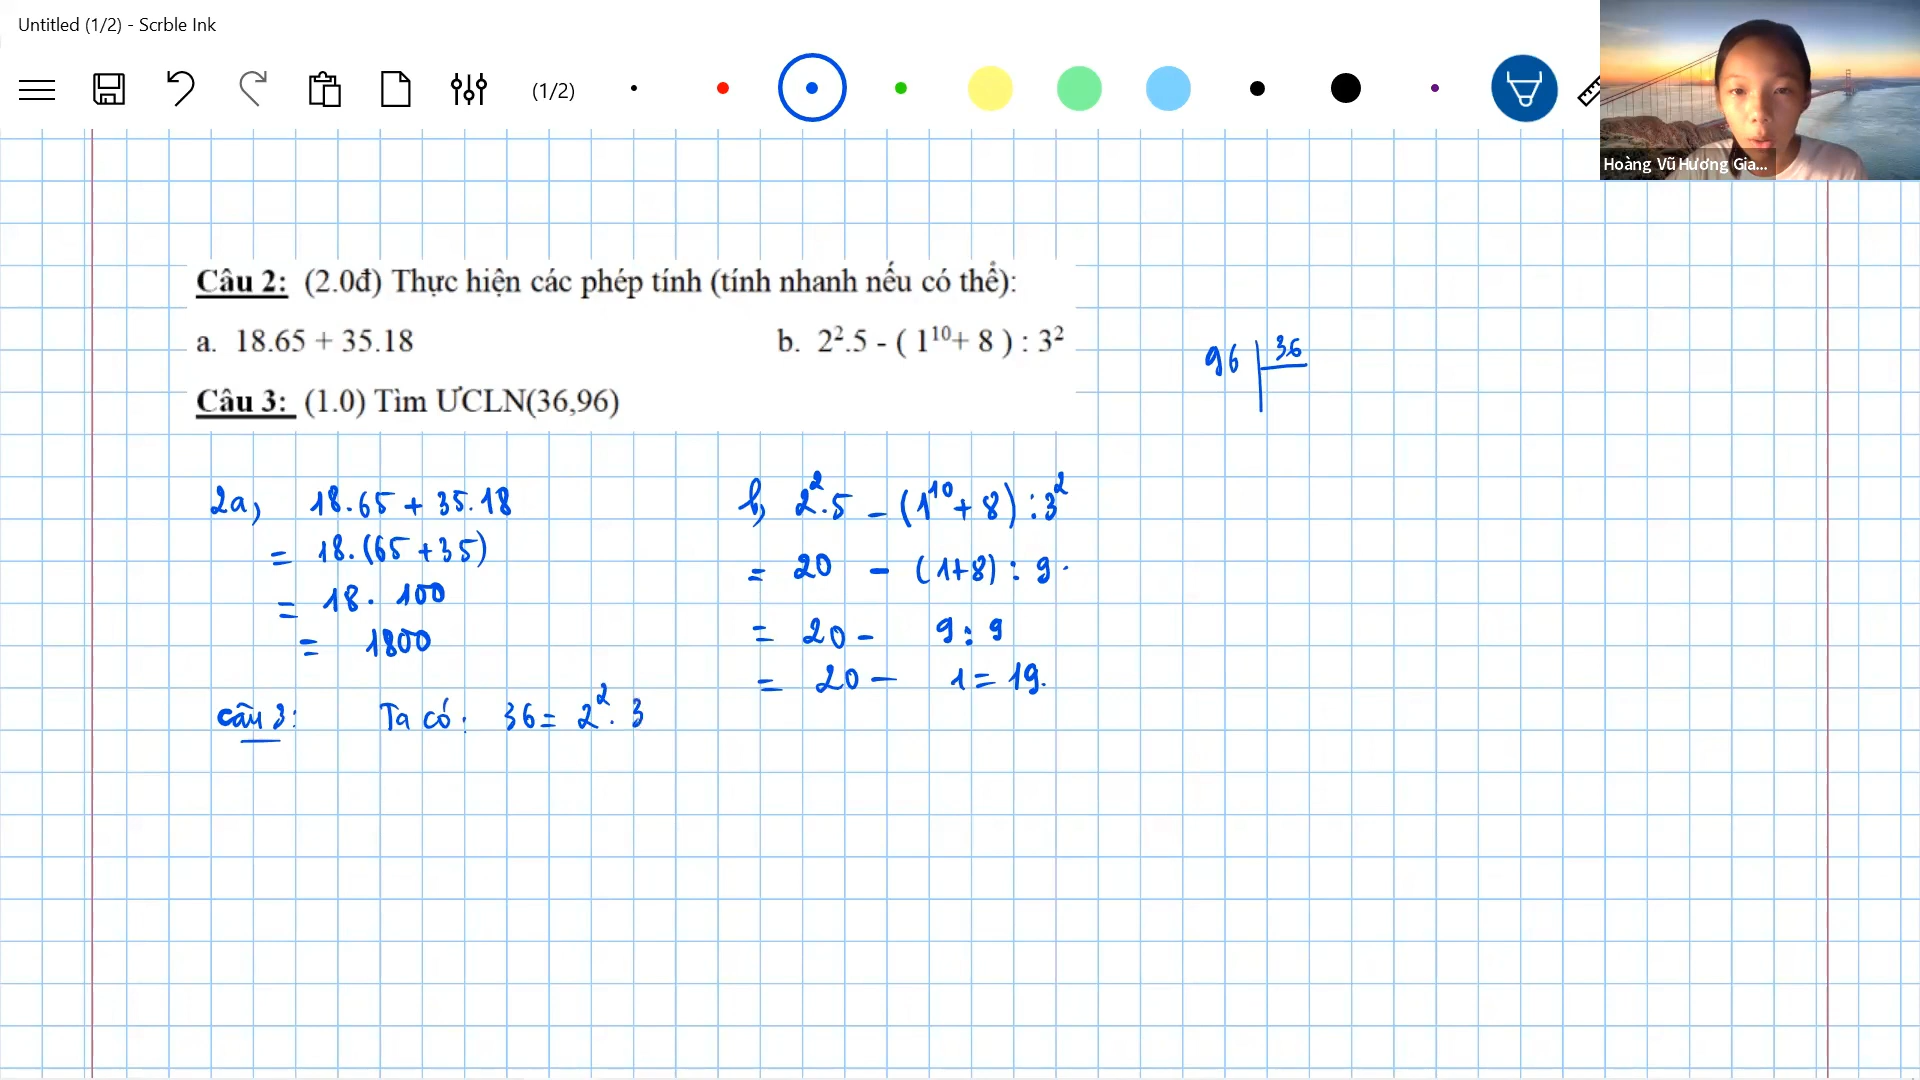 Untitled (1/2) - Scrble Ink
(1/2)
Hoàng Vũ Hương Gia...
Câu 2: (2.0đ) Thực hiện các phép tính (tính nhanh nếu có thể):
a. 18.65 + 35.18
b. 2².5 - ( 1¹⁰+ 8 ) : 3²
Câu 3: (1.0) Tìm ƯCLN(36,96)
96 | 36
2a, 18.65 + 35.18
= 18.(65 + 35)
= 18. 100
= 1800
b, 2².5 - (1¹⁰ + 8) : 3²
= 20 - (1+8) : 9.
= 20 - 9 : 9
= 20 - 1 = 19.
Câu 3: Ta có: 36 = 2². 3